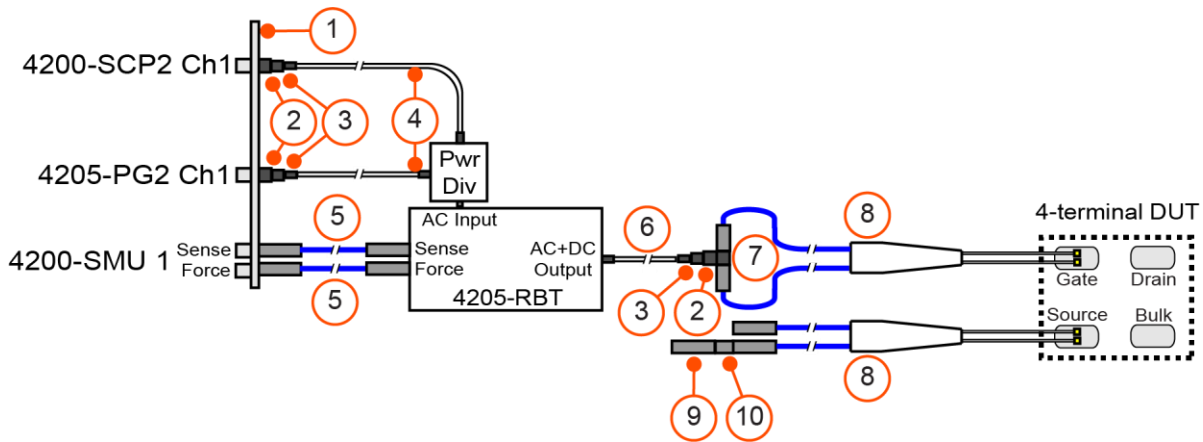 1
4200-SCP2 Ch1
2
3
4
Pwr
Div
4205-PG2 Ch1
5
AC Input
6
8
4-terminal DUT
4200-SMU 1
Sense
Force
Sense
Force
AC+DC
Output
7
Gate
Drain
5
4205-RBT
3
2
Source
Bulk
8
9
10